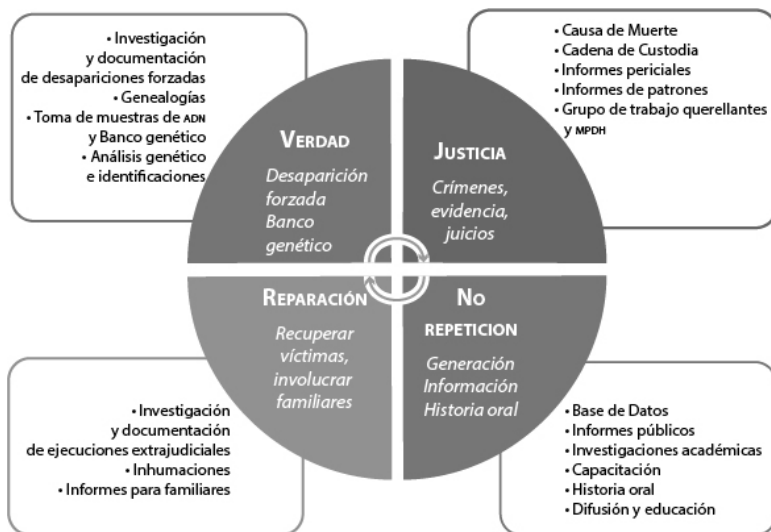 • Investigación
y documentación
de desapariciones forzadas
• Genealogías
• Toma de muestras de ADN
y Banco genético
• Análisis genético
e identificaciones
• Causa de Muerte
• Cadena de Custodia
• Informes periciales
• Informes de patrones
• Grupo de trabajo querellantes
y MPDH
VERDAD
Desaparición
forzada
Banco
genético
JUSTICIA
Crímenes,
evidencia,
juicios
REPARACIÓN
Recuperar
víctimas,
involucrar
familiares
NO
REPETICION
Generación
Información
Historia oral
• Investigación
y documentación
de ejecuciones extrajudiciales
• Inhumaciones
• Informes para familiares
• Base de Datos
• Informes públicos
• Investigaciones académicas
• Capacitación
• Historia oral
• Difusión y educación